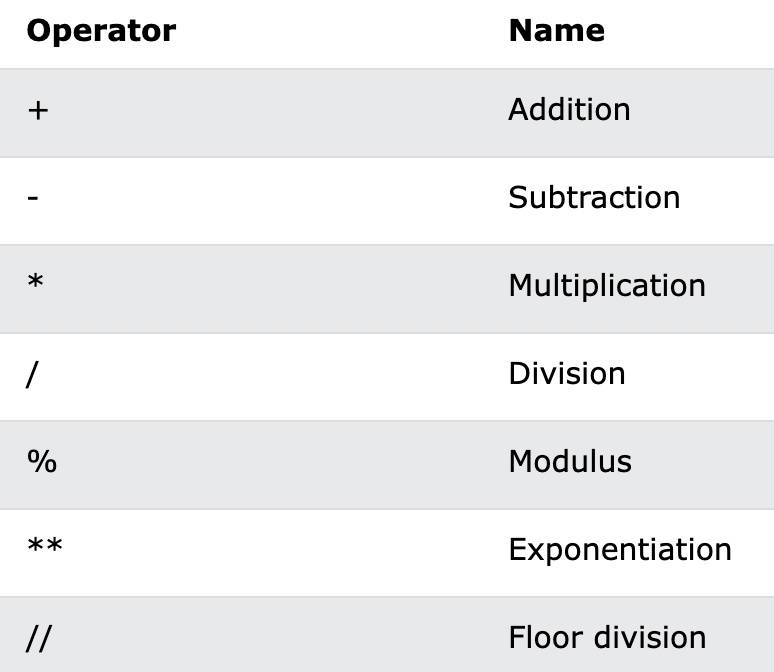 Operator Name
+ Addition
- Subtraction
* Multiplication
/ Division
% Modulus
** Exponentiation
// Floor division